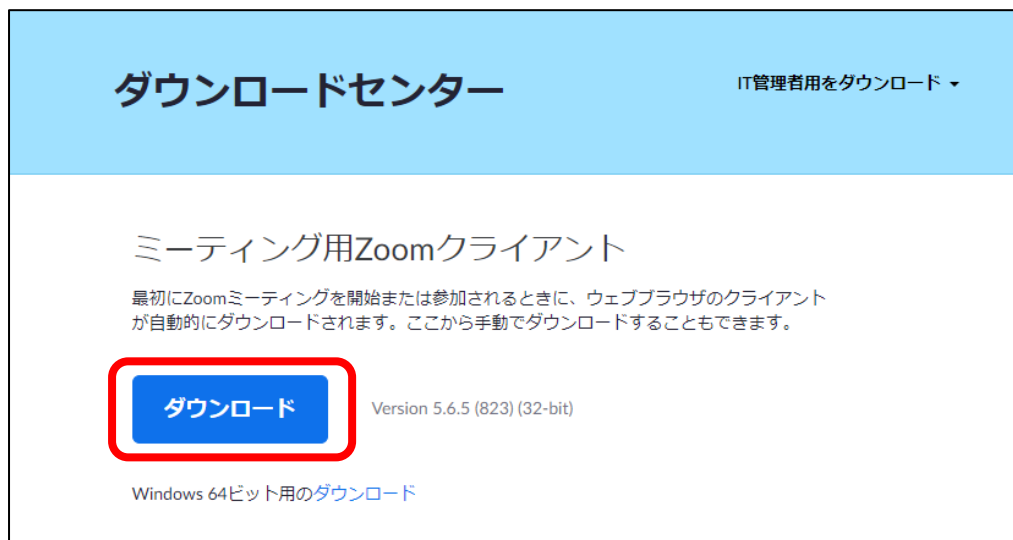 ダウンロードセンター
IT管理者用をダウンロード
ミーティング用Zoomクライアント
最初にZoomミーティングを開始または参加されるときに、ウェブブラウザのクライアント
が自動的にダウンロードされます。ここから手動でダウンロードすることもできます。
ダウンロード
Version 5.6.5 (823) (32-bit)
Windows 64ビット用のダウンロード